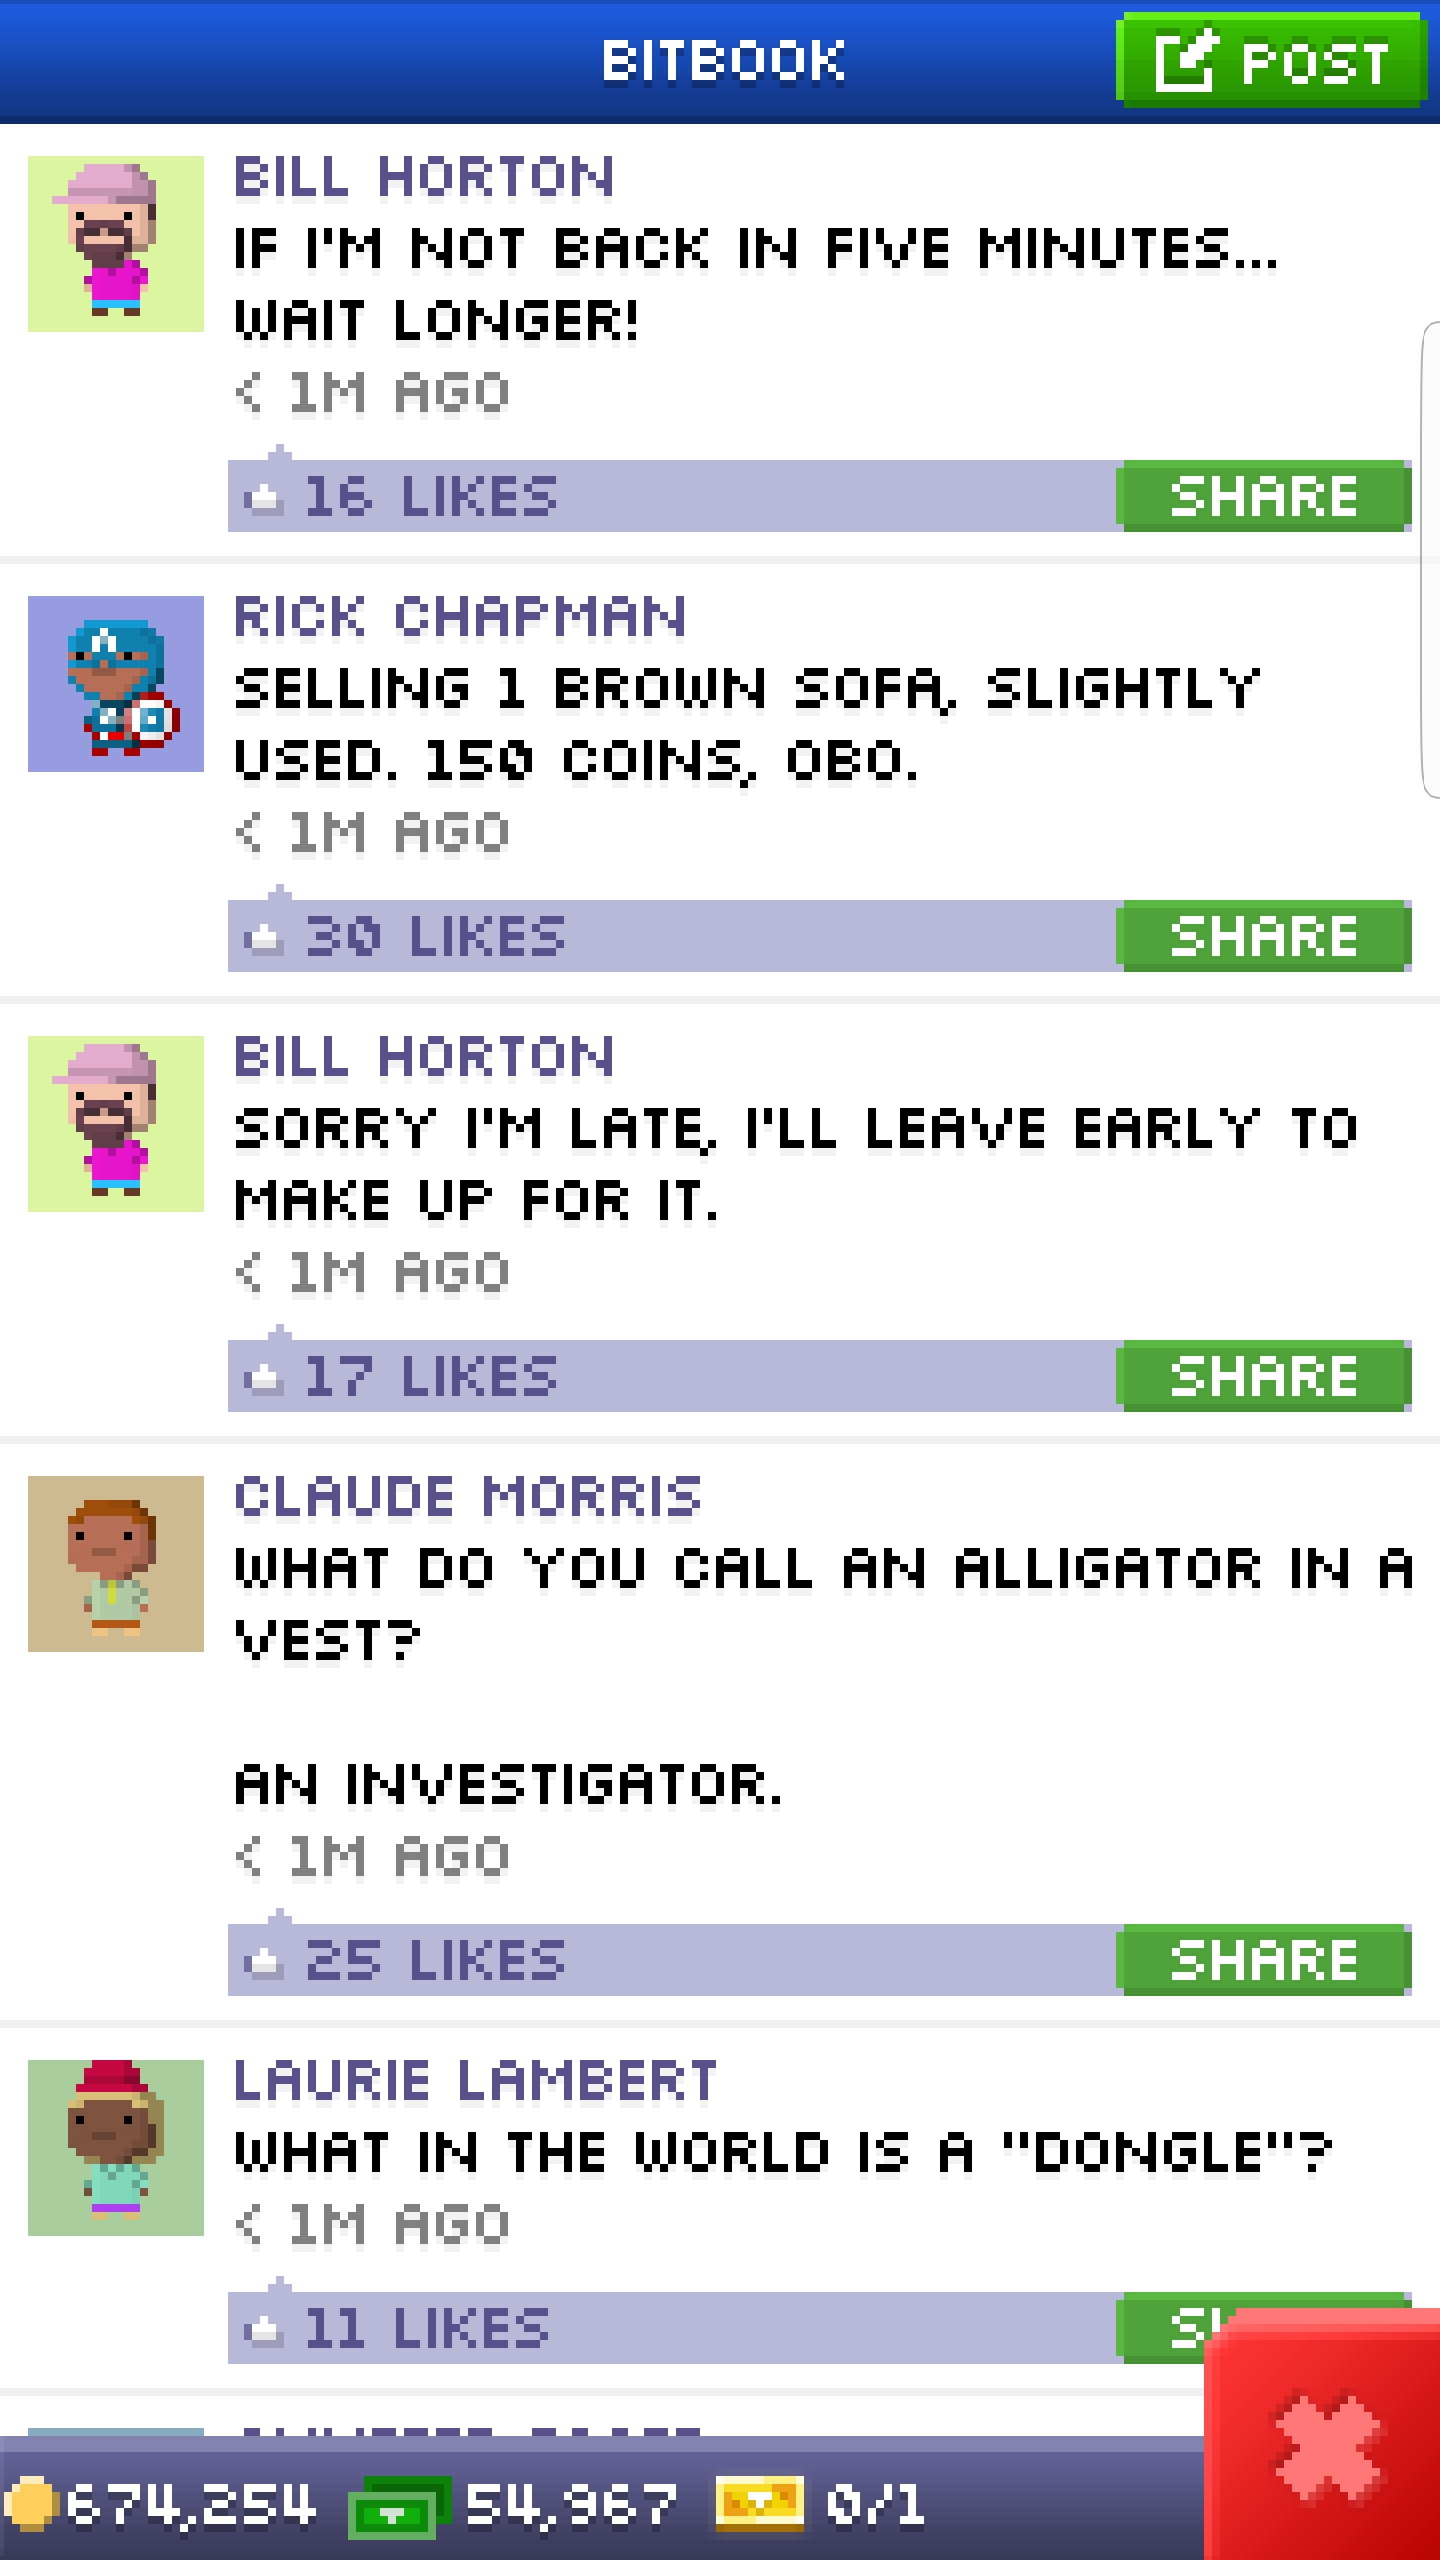 BITBOOK
POST
BILL HORTON
IF I'M NOT BACK IN FIVE MINUTES...
WAIT LONGER!
< 1M AGO
16 LIKES
SHARE
RICK CHAPMAN
SELLING 1 BROWN SOFA, SLIGHTLY
USED. 150 COINS, OBO.
< 1M AGO
30 LIKES
SHARE
BILL HORTON
SORRY I'M LATE, I'LL LEAVE EARLY TO
MAKE UP FOR IT.
< 1M AGO
17 LIKES
SHARE
CLAUDE MORRIS
WHAT DO YOU CALL AN ALLIGATOR IN A
VEST?
AN INVESTIGATOR.
< 1M AGO
25 LIKES
SHARE
LAURIE LAMBERT
WHAT IN THE WORLD IS A "DONGLE"?
< 1M AGO
11 LIKES
674,254
54,967
0/1